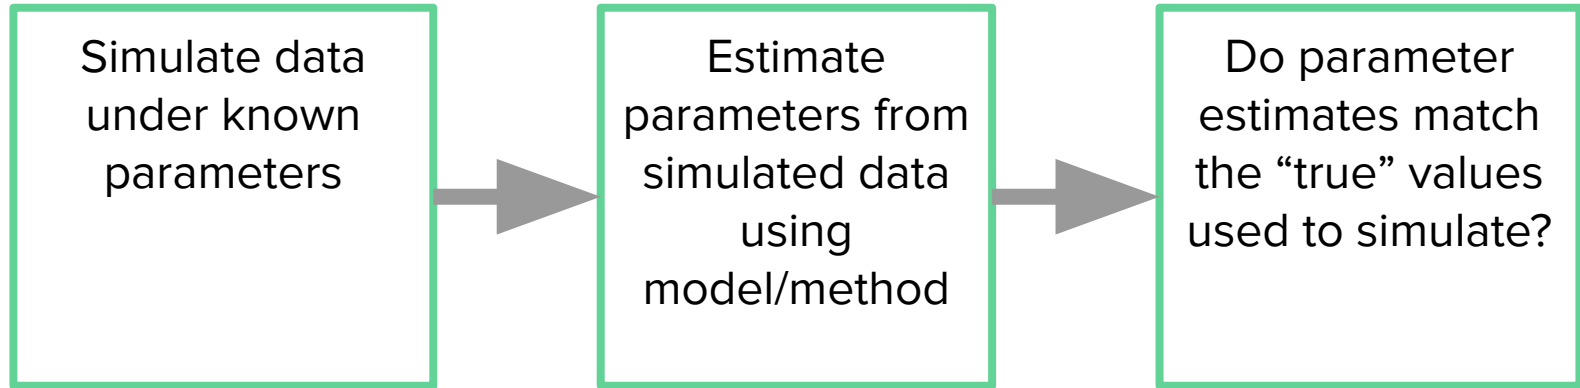 Simulate data
under known
parameters
Estimate
parameters from
simulated data
using
model/method
Do parameter
estimates match
the “true” values
used to simulate?